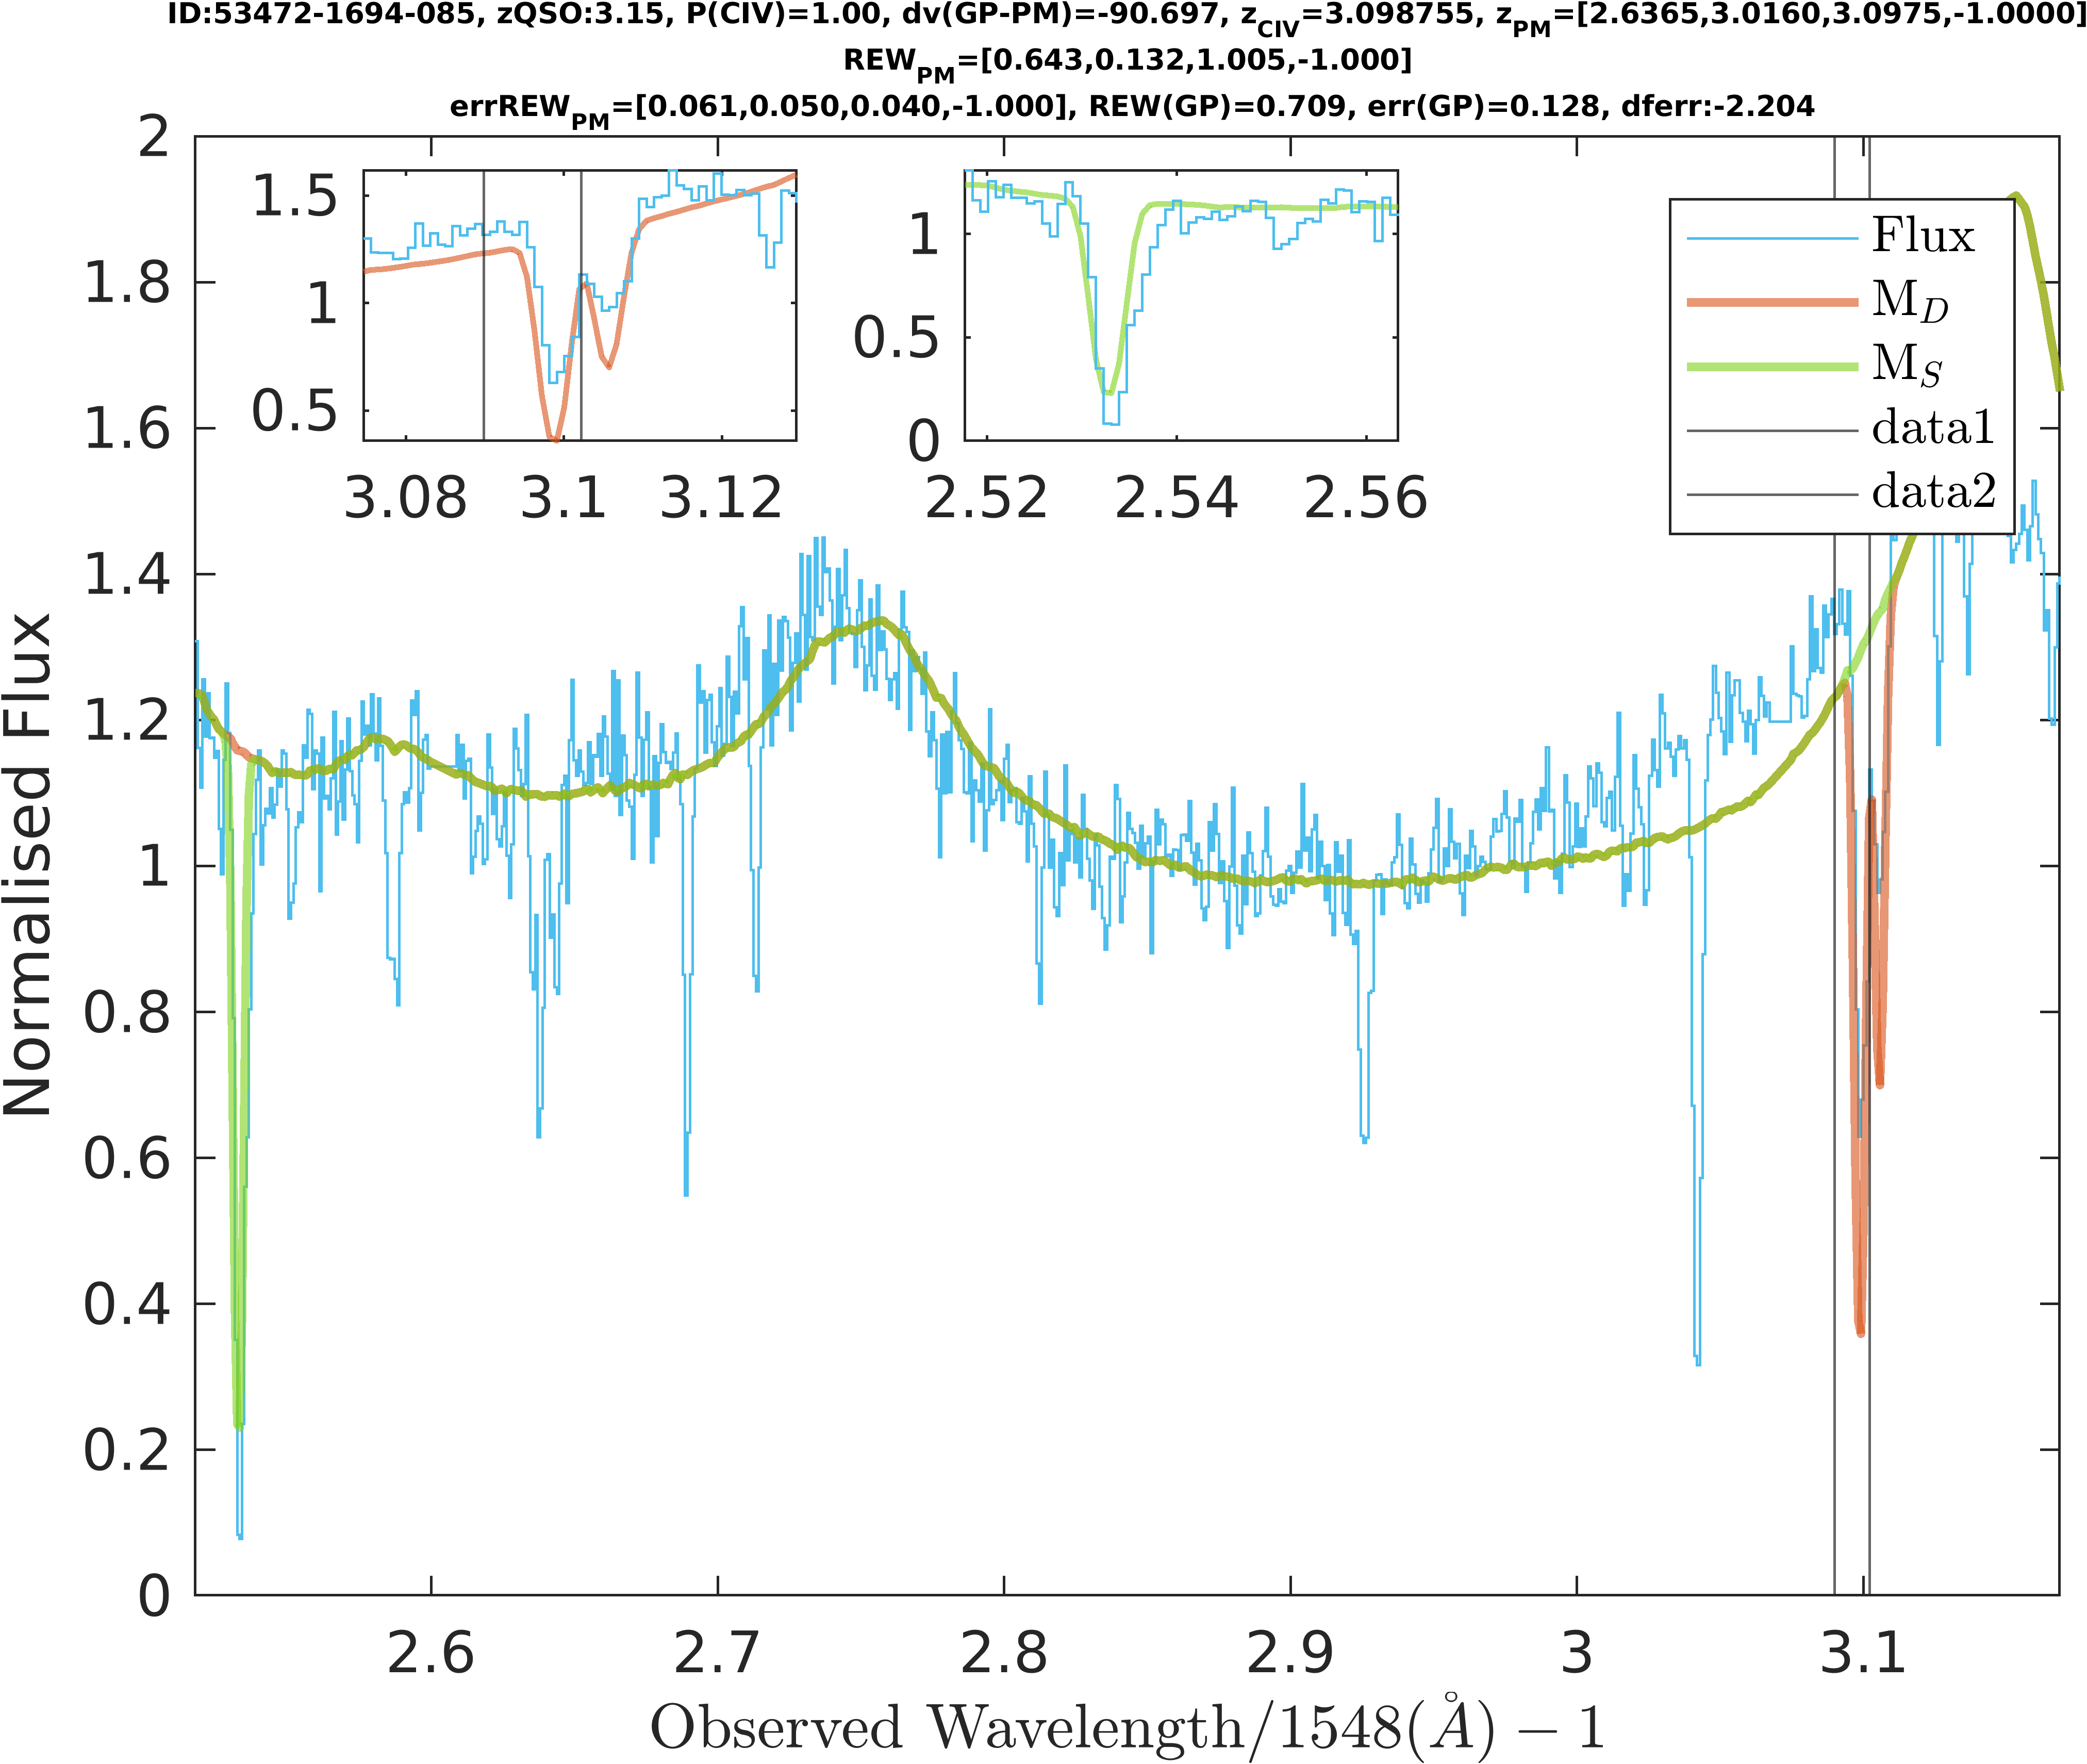 ID:53472-1694-085, zQSO:3.15, P(CIV)=1.00, dv(GP-PM)=-90.697, zCIV=3.098755, zPM=[2.6365,3.0160,3.0975,-1.0000]
REWPM=[0.643,0.132,1.005,-1.000]
errREWPM=[0.061,0.050,0.040,-1.000], REW(GP)=0.709, err(GP)=0.128, dferr:-2.204
2
1.8
1.6
1.4
1.2
1
0.8
0.6
0.4
0.2
0
Normalised Flux
1.5
1
0.5
3.08 3.1 3.12
1
0.5
0
2.52 2.54 2.56
Flux
MD
MS
data1
data2
2.6 2.7 2.8 2.9 3 3.1
Observed Wavelength/1548(Å) − 1